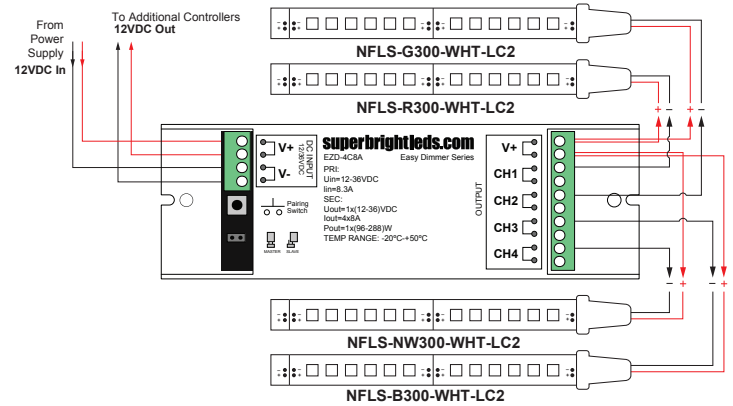 From
Power
Supply
12VDC In
To Additional Controllers
12VDC Out
NFLS-G300-WHT-LC2
NFLS-R300-WHT-LC2
+ − + −
V+
V-
DC INPUT
12/36VDC
superbrightleds.com
EZD-4C8A Easy Dimmer Series
PRI:
Uin=12-36VDC
Iin=8.3A
SEC:
Uout=1x(12-36)VDC
Iout=4x8A
Pout=1x(96-288)W
TEMP RANGE: -20°C-+50°C
Pairing
Switch
MASTER SLAVE
OUTPUT
V+
CH1
CH2
CH3
CH4
− + − +
NFLS-NW300-WHT-LC2
NFLS-B300-WHT-LC2